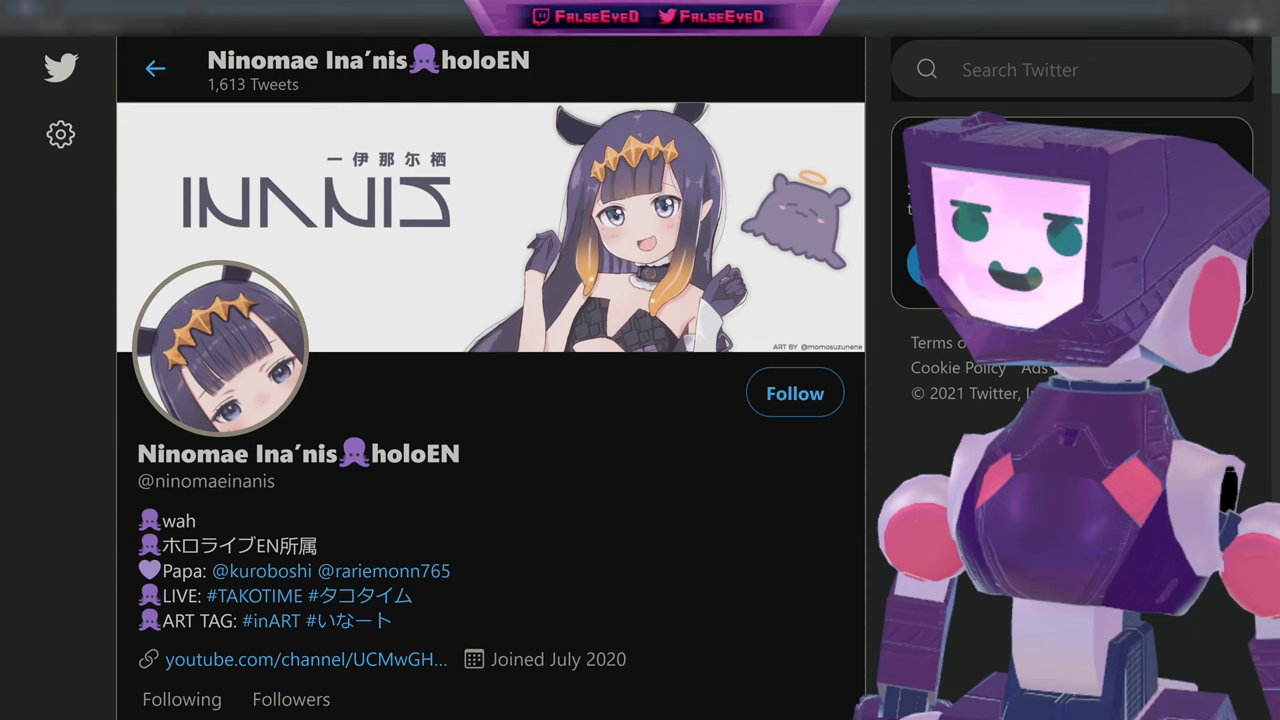 FalseEyeD FalseEyeD
Ninomae Ina'nis🐙holoEN
1,613 Tweets
Search Twitter
一伊那尓栖
INANIS
ART BY @momosuzunene
Follow
Ninomae Ina'nis🐙holoEN
@ninomaeinanis
🐙wah
🐙ホロライブEN所属
💜Papa: @kuroboshi @rariemonn765
🐙LIVE: #TAKOTIME #タコタイム
🐙ART TAG: #inART #いなート
youtube.com/channel/UCMwGH... Joined July 2020
Following Followers
Terms
Cookie Policy Ads
© 2021 Twitter,